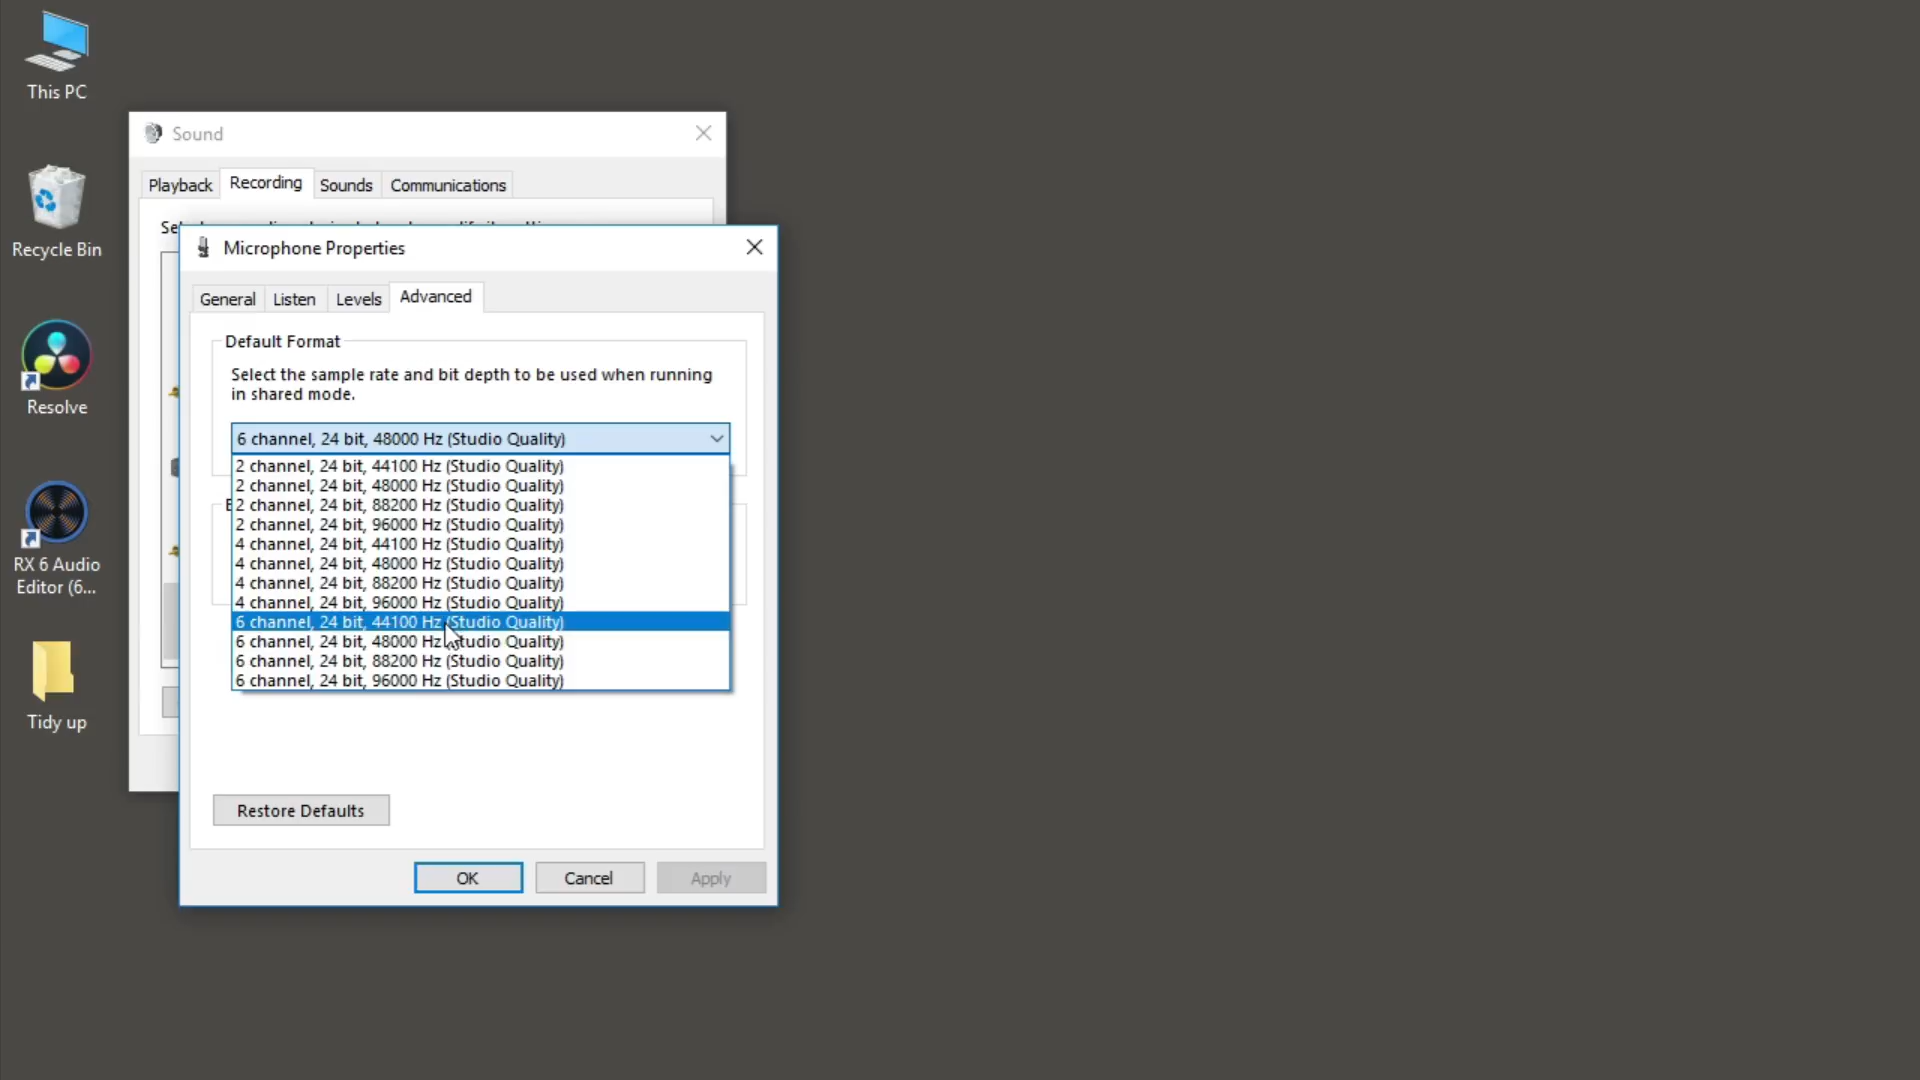 This PC
Recycle Bin
Resolve
RX 6 Audio
Editor (6...
Tidy up
Sound
Playback
Recording
Sounds
Communications
Microphone Properties
General
Listen
Levels
Advanced
Default Format
Select the sample rate and bit depth to be used when running
in shared mode.
6 channel, 24 bit, 48000 Hz (Studio Quality)
2 channel, 24 bit, 44100 Hz (Studio Quality)
2 channel, 24 bit, 48000 Hz (Studio Quality)
2 channel, 24 bit, 88200 Hz (Studio Quality)
2 channel, 24 bit, 96000 Hz (Studio Quality)
4 channel, 24 bit, 44100 Hz (Studio Quality)
4 channel, 24 bit, 48000 Hz (Studio Quality)
4 channel, 24 bit, 88200 Hz (Studio Quality)
4 channel, 24 bit, 96000 Hz (Studio Quality)
6 channel, 24 bit, 44100 Hz (Studio Quality)
6 channel, 24 bit, 48000 Hz (Studio Quality)
6 channel, 24 bit, 88200 Hz (Studio Quality)
6 channel, 24 bit, 96000 Hz (Studio Quality)
Restore Defaults
OK
Cancel
Apply